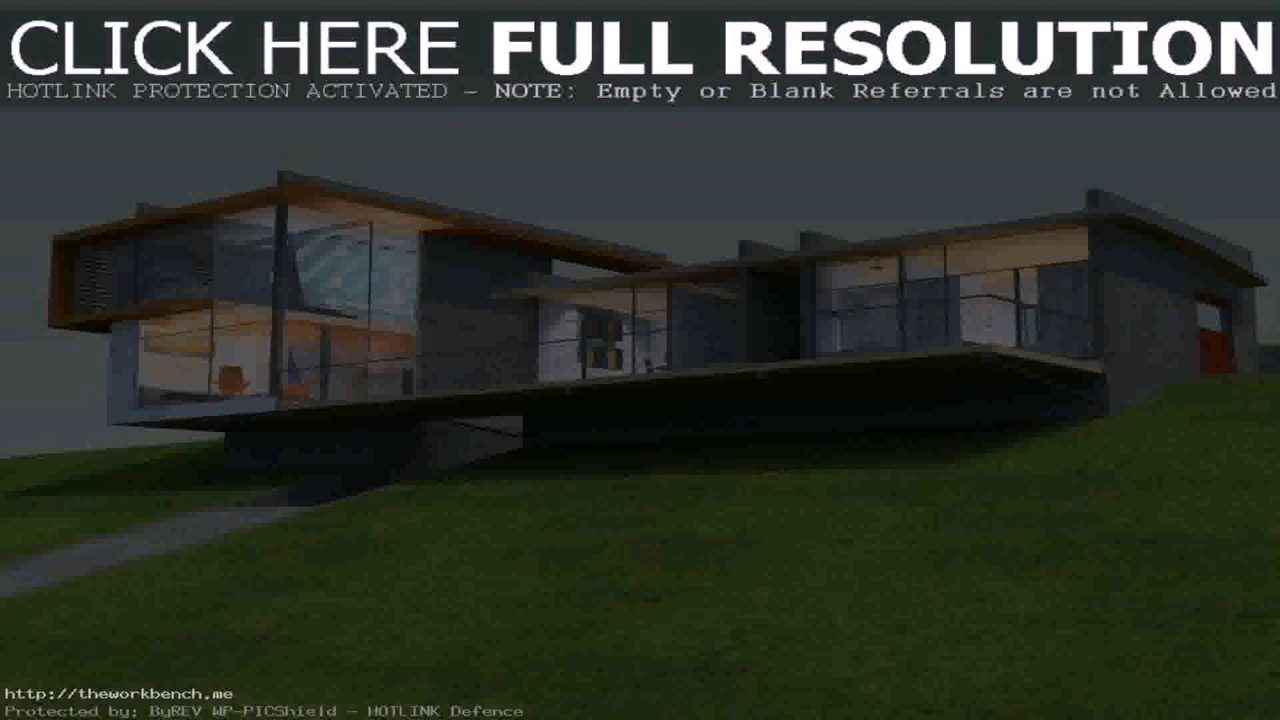 CLICK HERE FULL RESOLUTION
HOTLINK PROTECTION ACTIVATED – NOTE: Empty or Blank Referrals are not Allowed
http://theworkbench.me
Protected by: ByREV WP-PICShield – HOTLINK Defence